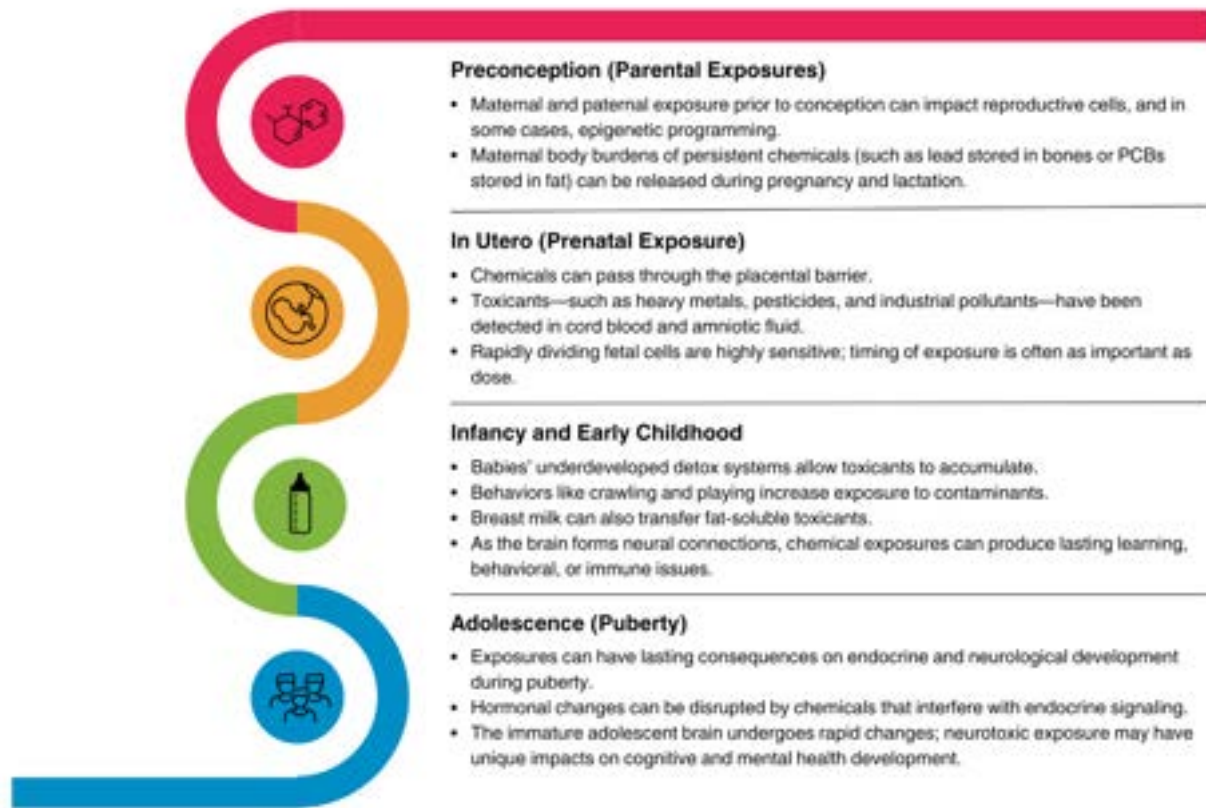 Preconception (Parental Exposures)
• Maternal and paternal exposure prior to conception can impact reproductive cells, and in
some cases, epigenetic programming.
• Maternal body burdens of persistent chemicals (such as lead stored in bones or PCBs
stored in fat) can be released during pregnancy and lactation.
In Utero (Prenatal Exposure)
• Chemicals can pass through the placental barrier.
• Toxicants—such as heavy metals, pesticides, and industrial pollutants—have been
detected in cord blood and amniotic fluid.
• Rapidly dividing fetal cells are highly sensitive; timing of exposure is often as important as
dose.
Infancy and Early Childhood
• Babies' underdeveloped detox systems allow toxicants to accumulate.
• Behaviors like crawling and playing increase exposure to contaminants.
• Breast milk can also transfer fat-soluble toxicants.
• As the brain forms neural connections, chemical exposures can produce lasting learning,
behavioral, or immune issues.
Adolescence (Puberty)
• Exposures can have lasting consequences on endocrine and neurological development
during puberty.
• Hormonal changes can be disrupted by chemicals that interfere with endocrine signaling.
• The immature adolescent brain undergoes rapid changes; neurotoxic exposure may have
unique impacts on cognitive and mental health development.